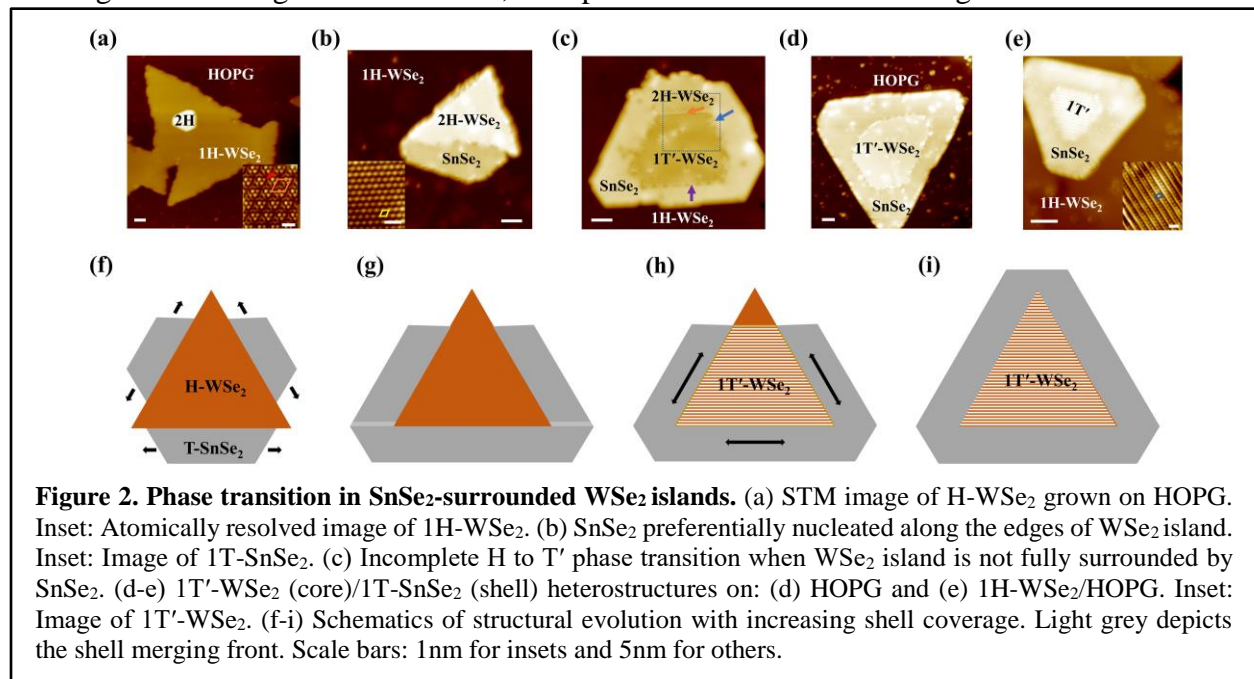 (a) (b) (c) (d) (e)
HOPG
2H
1H-WSe₂
1H-WSe₂
2H-WSe₂
SnSe₂
2H-WSe₂
1T′-WSe₂
SnSe₂
1H-WSe₂
HOPG
1T′-WSe₂
SnSe₂
1T′
SnSe₂
1H-WSe₂
(f) (g) (h) (i)
H-WSe₂
T-SnSe₂
1T′-WSe₂
1T′-WSe₂
Figure 2. Phase transition in SnSe₂-surrounded WSe₂ islands. (a) STM image of H-WSe₂ grown on HOPG.
Inset: Atomically resolved image of 1H-WSe₂. (b) SnSe₂ preferentially nucleated along the edges of WSe₂ island.
Inset: Image of 1T-SnSe₂. (c) Incomplete H to T′ phase transition when WSe₂ island is not fully surrounded by
SnSe₂. (d-e) 1T′-WSe₂ (core)/1T-SnSe₂ (shell) heterostructures on: (d) HOPG and (e) 1H-WSe₂/HOPG. Inset:
Image of 1T′-WSe₂. (f-i) Schematics of structural evolution with increasing shell coverage. Light grey depicts
the shell merging front. Scale bars: 1nm for insets and 5nm for others.